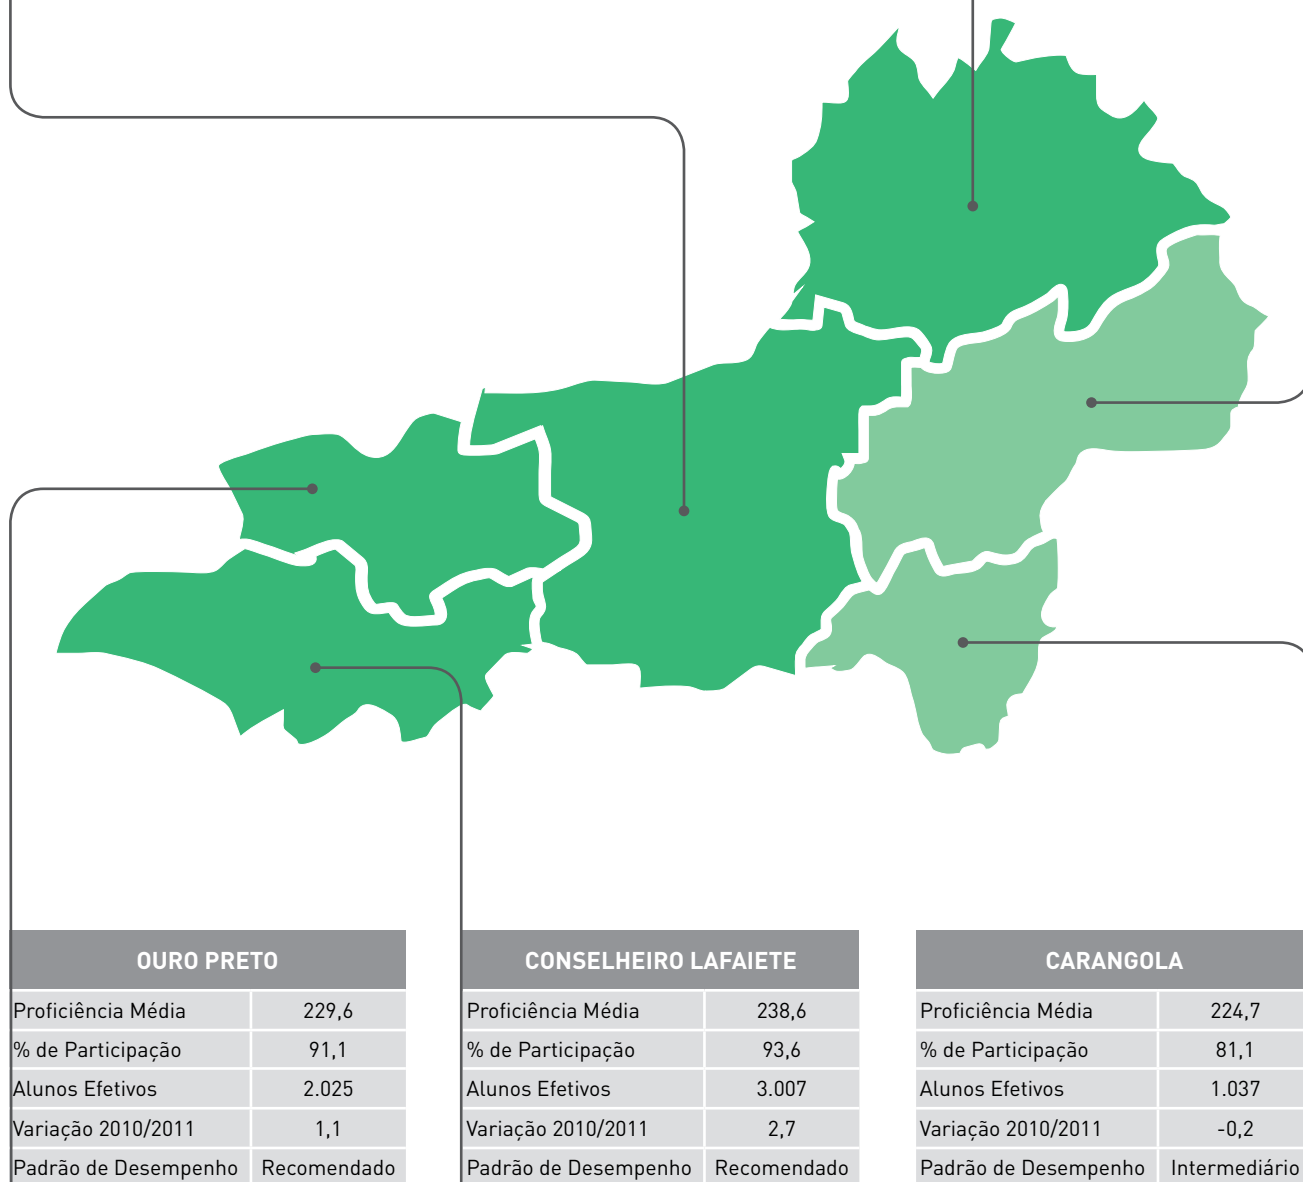 OURO PRETO
Proficiência Média 229,6
% de Participação 91,1
Alunos Efetivos 2.025
Variação 2010/2011 1,1
Padrão de Desempenho Recomendado
CONSELHEIRO LAFAIETE
Proficiência Média 238,6
% de Participação 93,6
Alunos Efetivos 3.007
Variação 2010/2011 2,7
Padrão de Desempenho Recomendado
CARANGOLA
Proficiência Média 224,7
% de Participação 81,1
Alunos Efetivos 1.037
Variação 2010/2011 -0,2
Padrão de Desempenho Intermediário